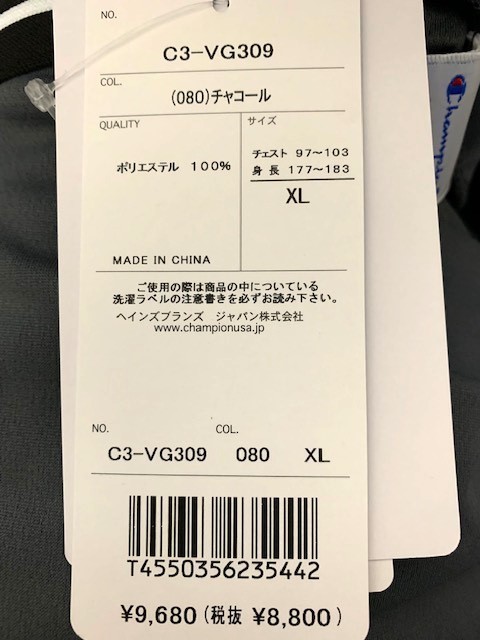 NO.
C3-VG309
COL.
(080)チャコール
QUALITY
ポリエステル 100%
MADE IN CHINA
サイズ
チェスト 97〜103
身長 177〜183
XL
ご使用の際は商品の中についている
洗濯ラベルの注意書きを必ずお読み下さい。
ヘインズブランズ ジャパン株式会社
www.championusa.jp
NO. COL.
C3-VG309 080 XL
T4550356235442
¥9,680(税抜 ¥8,800)
Champion